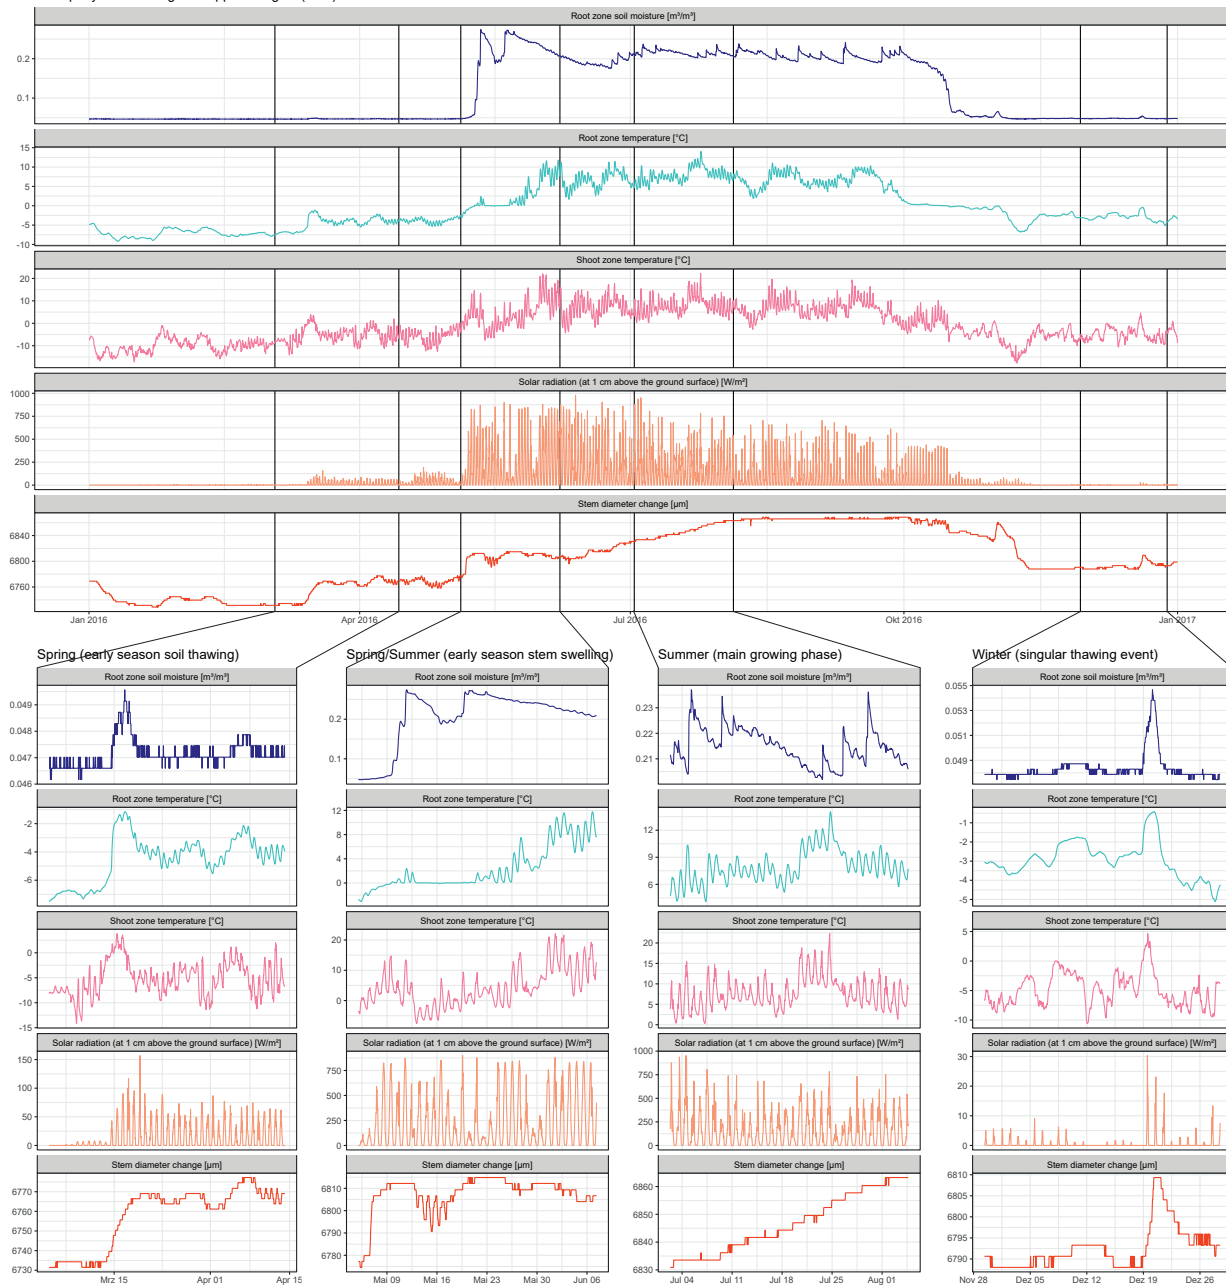 Root zone soil moisture [m³/m³]
0.2
0.1
Root zone temperature [°C]
15
10
5
0
-5
-10
Shoot zone temperature [°C]
20
10
0
-10
Solar radiation (at 1 cm above the ground surface) [W/m²]
1000
750
500
250
0
Stem diameter change [µm]
6840
6800
6760
Jan 2016 Apr 2016 Jul 2016 Okt 2016 Jan 2017
Spring (early season soil thawing)
Root zone soil moisture [m³/m³]
0.049
0.048
0.047
0.046
Root zone temperature [°C]
-2
-4
-6
Shoot zone temperature [°C]
0
-5
-10
-15
Solar radiation (at 1 cm above the ground surface) [W/m²]
150
100
50
0
Stem diameter change [µm]
6770
6760
6750
6740
6730
Mrz 15 Apr 01 Apr 15
Spring/Summer (early season stem swelling)
Root zone soil moisture [m³/m³]
0.2
0.1
Root zone temperature [°C]
12
8
4
0
Shoot zone temperature [°C]
20
10
0
Solar radiation (at 1 cm above the ground surface) [W/m²]
750
500
250
0
Stem diameter change [µm]
6810
6800
6790
6780
Mai 09 Mai 16 Mai 23 Mai 30 Jun 06
Summer (main growing phase)
Root zone soil moisture [m³/m³]
0.23
0.22
0.21
Root zone temperature [°C]
12
9
6
Shoot zone temperature [°C]
20
15
10
5
0
Solar radiation (at 1 cm above the ground surface) [W/m²]
1000
750
500
250
0
Stem diameter change [µm]
6860
6850
6840
6830
Jul 04 Jul 11 Jul 18 Jul 25 Aug 01
Winter (singular thawing event)
Root zone soil moisture [m³/m³]
0.055
0.053
0.051
0.049
Root zone temperature [°C]
-1
-2
-3
-4
-5
Shoot zone temperature [°C]
5
0
-5
-10
Solar radiation (at 1 cm above the ground surface) [W/m²]
30
20
10
0
Stem diameter change [µm]
6810
6805
6800
6795
6790
Nov 28 Dez 05 Dez 12 Dez 19 Dez 26